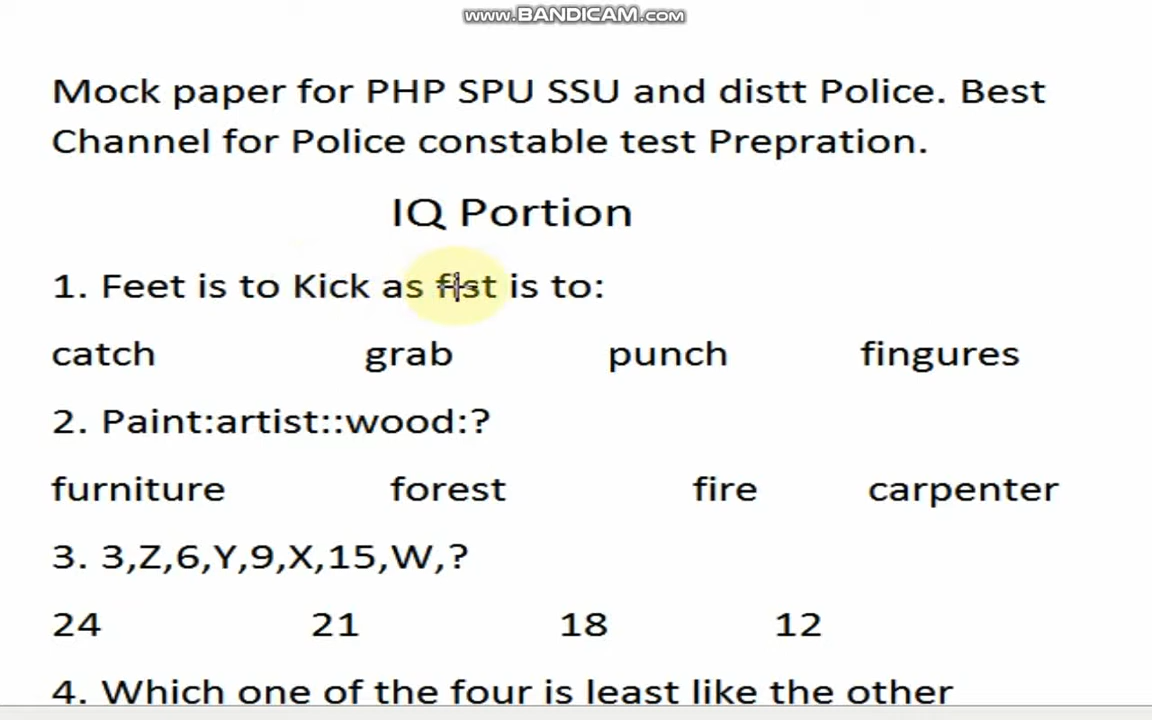 www.BANDICAM.com
Mock paper for PHP SPU SSU and distt Police. Best
Channel for Police constable test Prepration.
IQ Portion
1. Feet is to Kick as fist is to:
catch grab punch fingures
2. Paint:artist::wood:?
furniture forest fire carpenter
3. 3,Z,6,Y,9,X,15,W,?
24 21 18 12
4. Which one of the four is least like the other